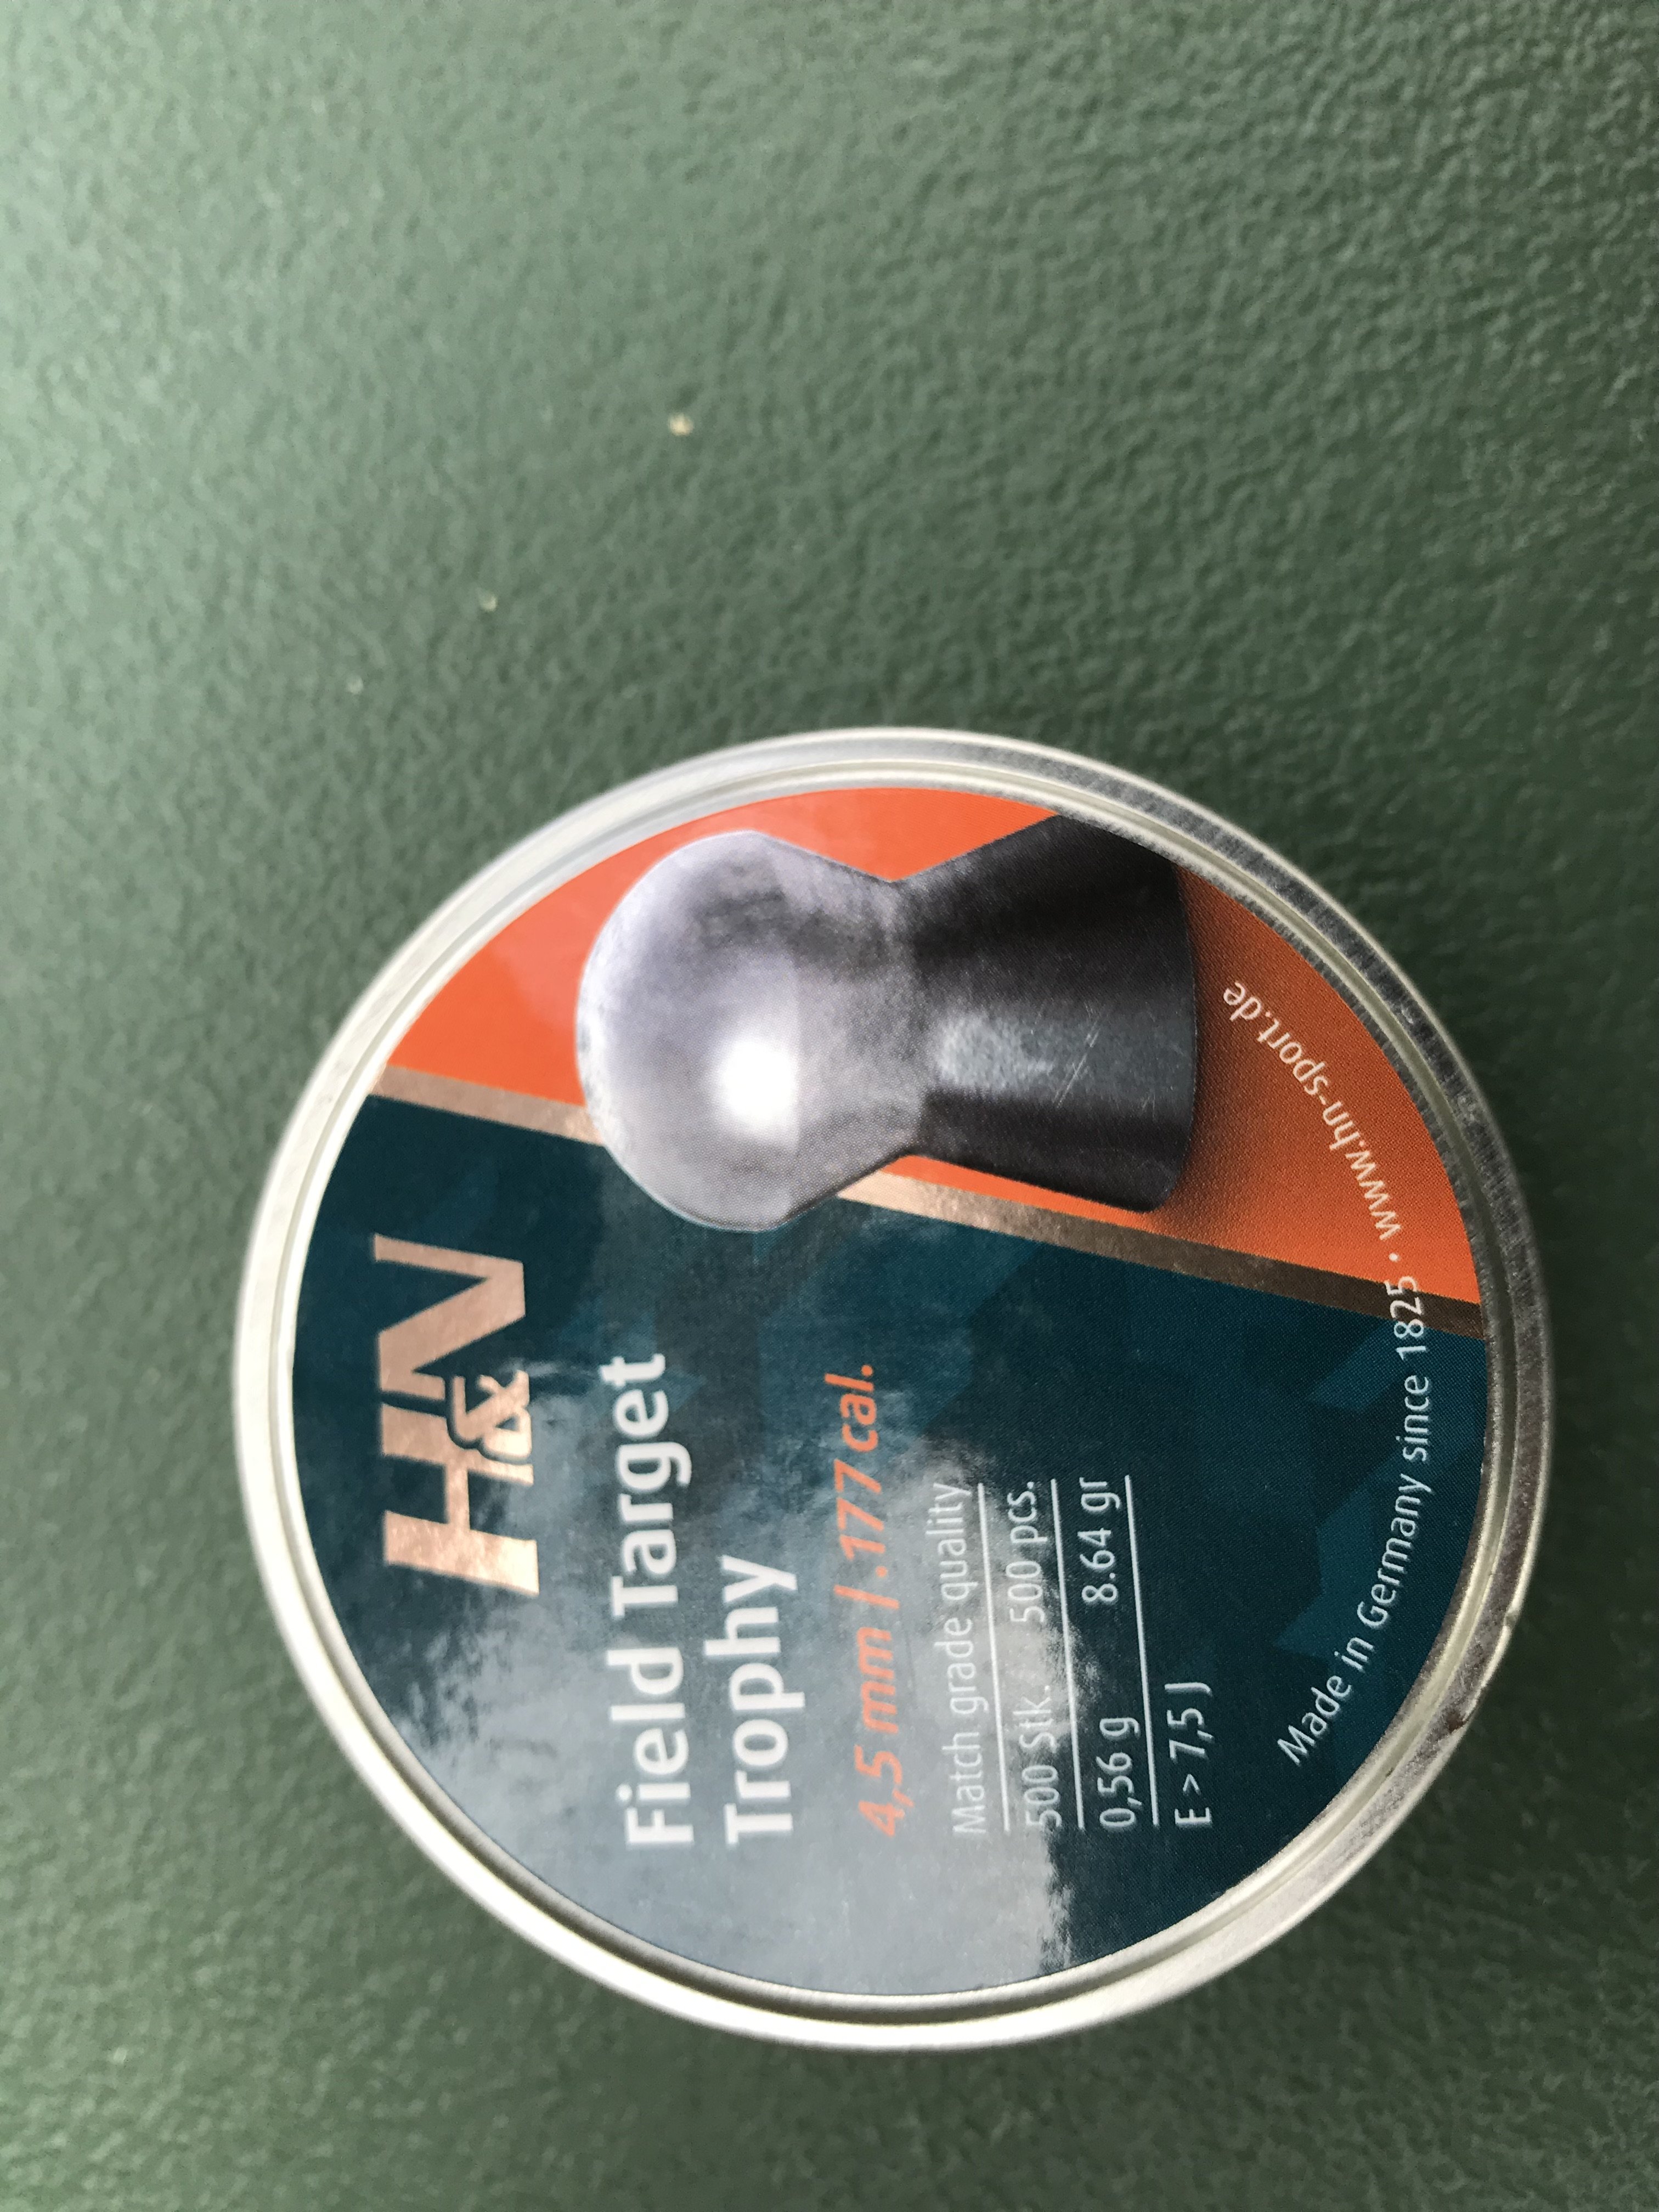 H&N
Field Target
Trophy
4,5 mm / .177 cal.
Match grade quality
500 Stk. / 500 pcs.
0,56 g 8.64 gr
E > 7,5 J
Made in Germany since 1825 • www.hn-sport.de